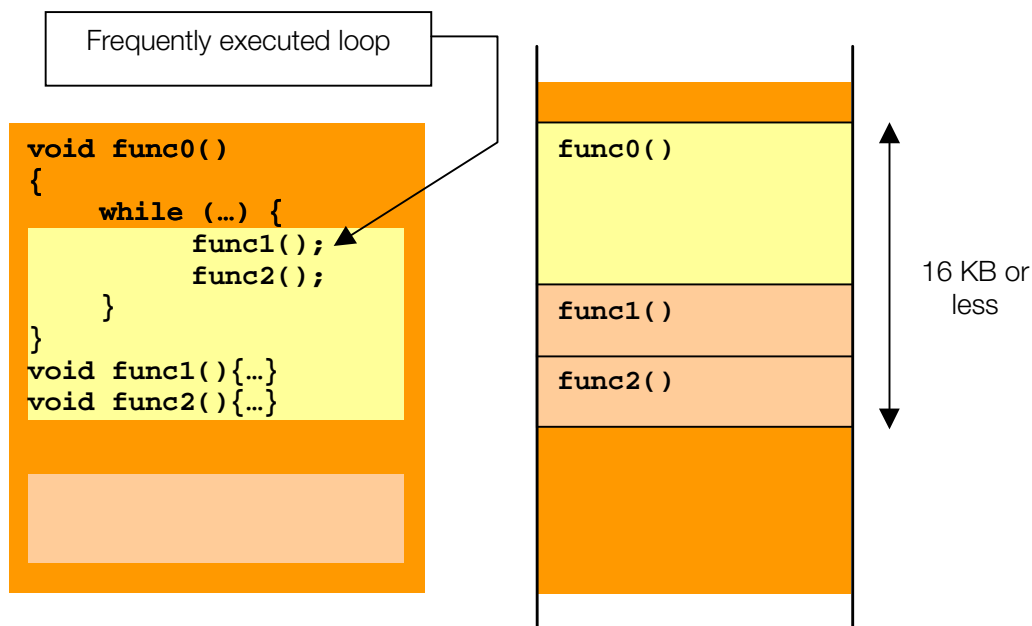 Frequently executed loop
void func0()
{
while (…) {
func1();
func2();
}
}
void func1(){…}
void func2(){…}
func0()
func1()
func2()
16 KB or
less